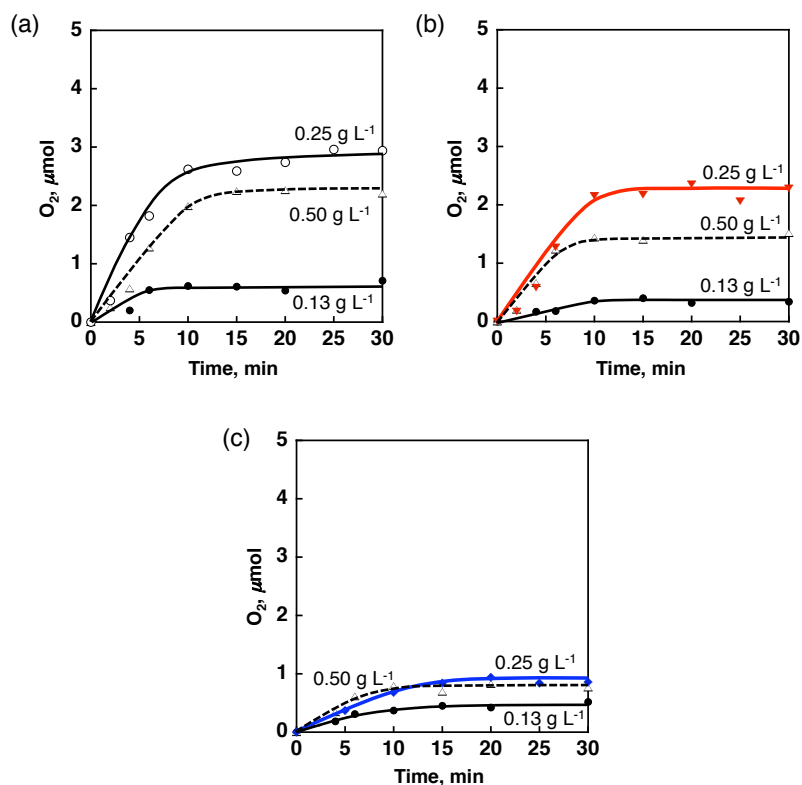 (a)
O2, μmol
5
4
3
2
1
0
0.25 g L-1
0.50 g L-1
0.13 g L-1
0 5 10 15 20 25 30
Time, min
(b)
O2, μmol
5
4
3
2
1
0
0.25 g L-1
0.50 g L-1
0.13 g L-1
0 5 10 15 20 25 30
Time, min
(c)
O2, μmol
5
4
3
2
1
0
0.50 g L-1
0.25 g L-1
0.13 g L-1
0 5 10 15 20 25 30
Time, min